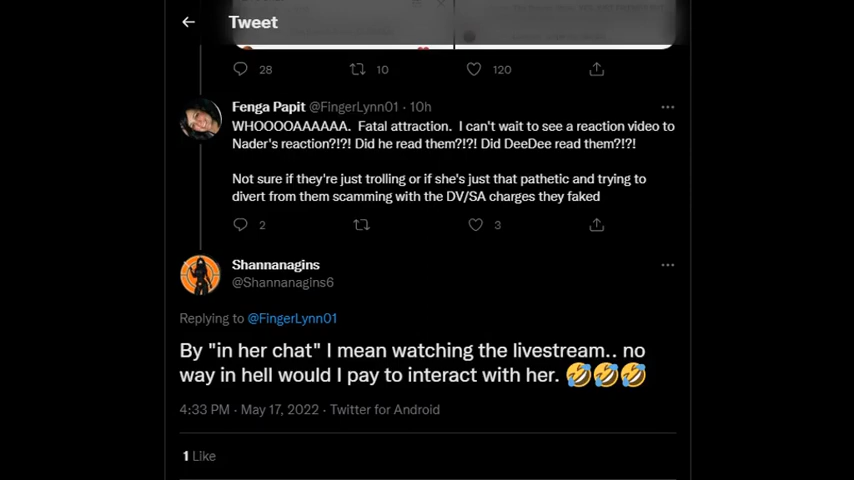 Tweet
28 10 120
Fenga Papit @FingerLynn01 · 10h
WHOOOOAAAAAA. Fatal attraction. I can't wait to see a reaction video to
Nader's reaction?!?! Did he read them?!?! Did DeeDee read them?!?!
Not sure if they're just trolling or if she's just that pathetic and trying to
divert from them scamming with the DV/SA charges they faked
2 3
Shannanagins
@Shannanagins6
Replying to @FingerLynn01
By "in her chat" I mean watching the livestream.. no
way in hell would I pay to interact with her. 🤣🤣🤣
4:33 PM · May 17, 2022 · Twitter for Android
1 Like